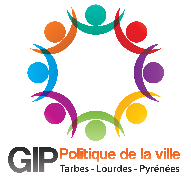 GIP Politique de la ville
Tarbes - Lourdes - Pyrénées